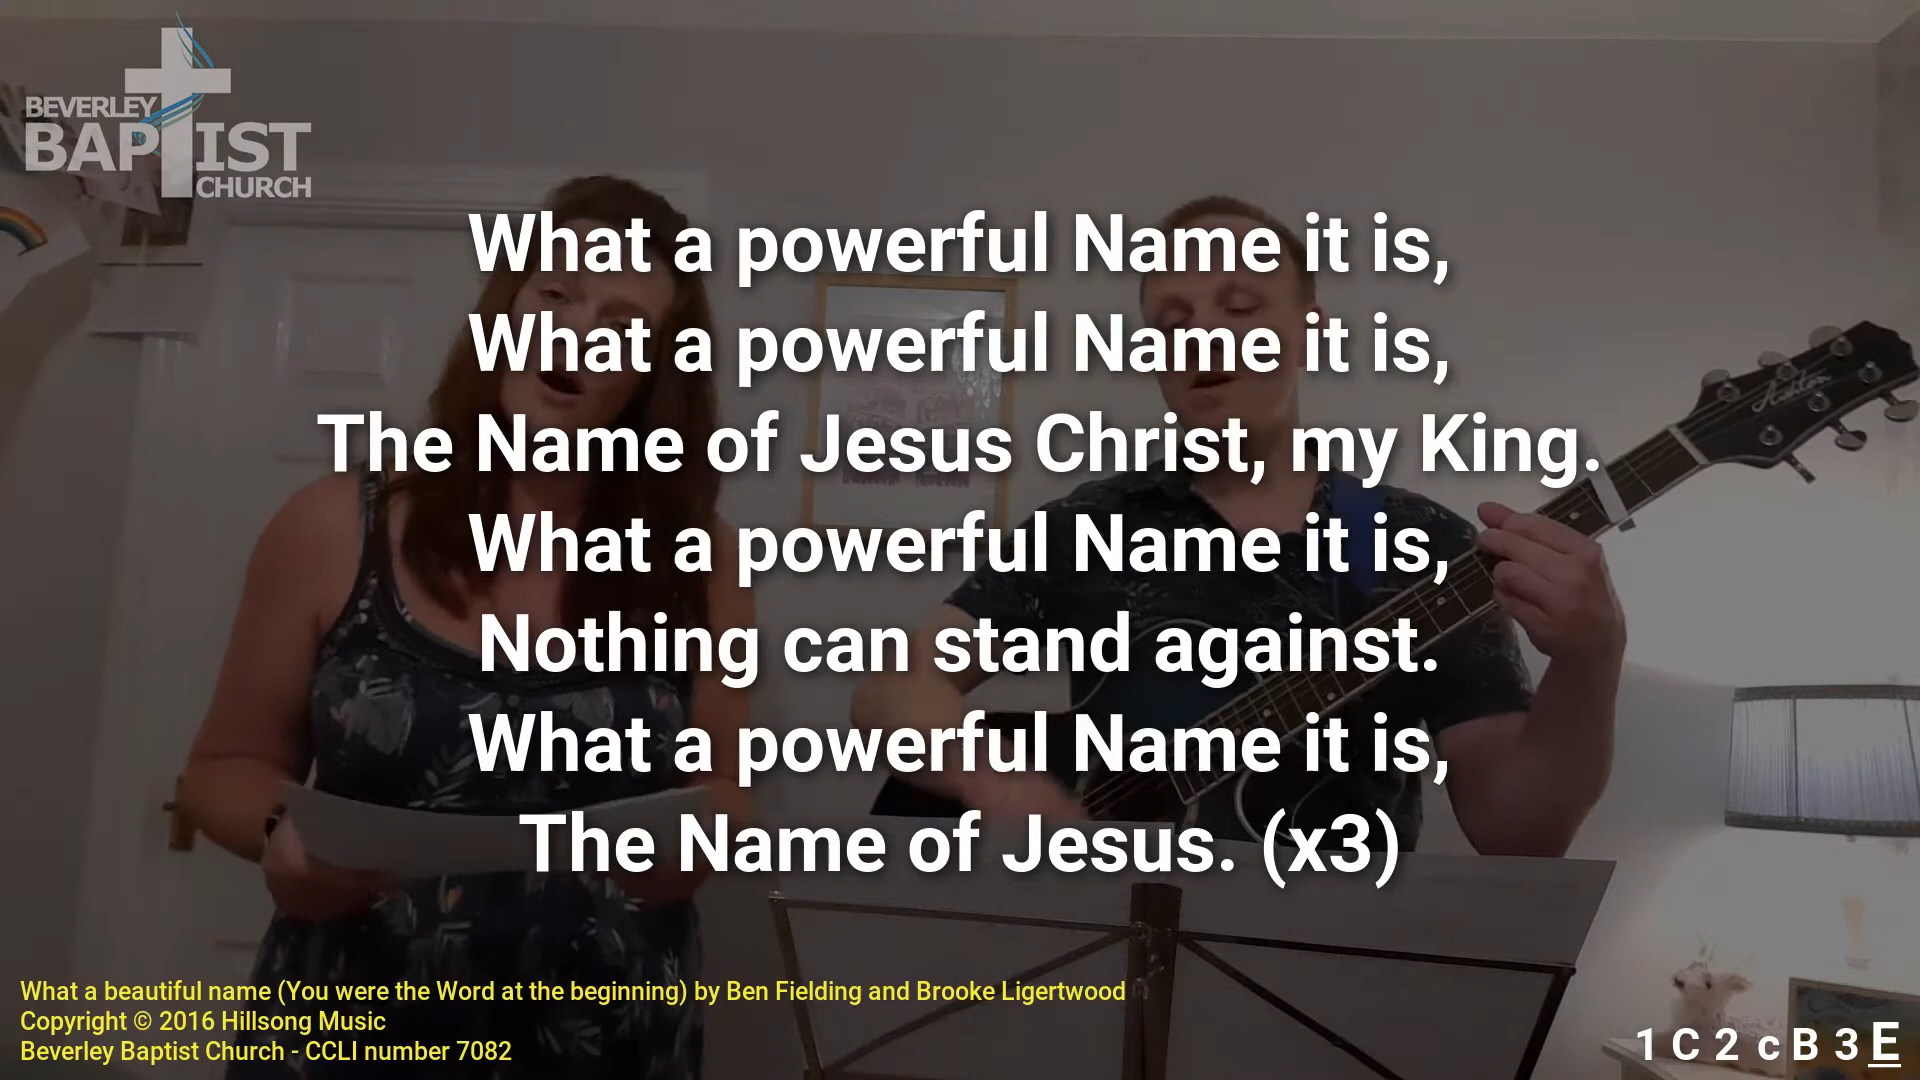 BEVERLEY
BAPTIST
CHURCH
What a powerful Name it is,
What a powerful Name it is,
The Name of Jesus Christ, my King.
What a powerful Name it is,
Nothing can stand against.
What a powerful Name it is,
The Name of Jesus. (x3)
Ashton
What a beautiful name (You were the Word at the beginning) by Ben Fielding and Brooke Ligertwood
Copyright © 2016 Hillsong Music
Beverley Baptist Church - CCLI number 7082
1 C 2 c B 3 E